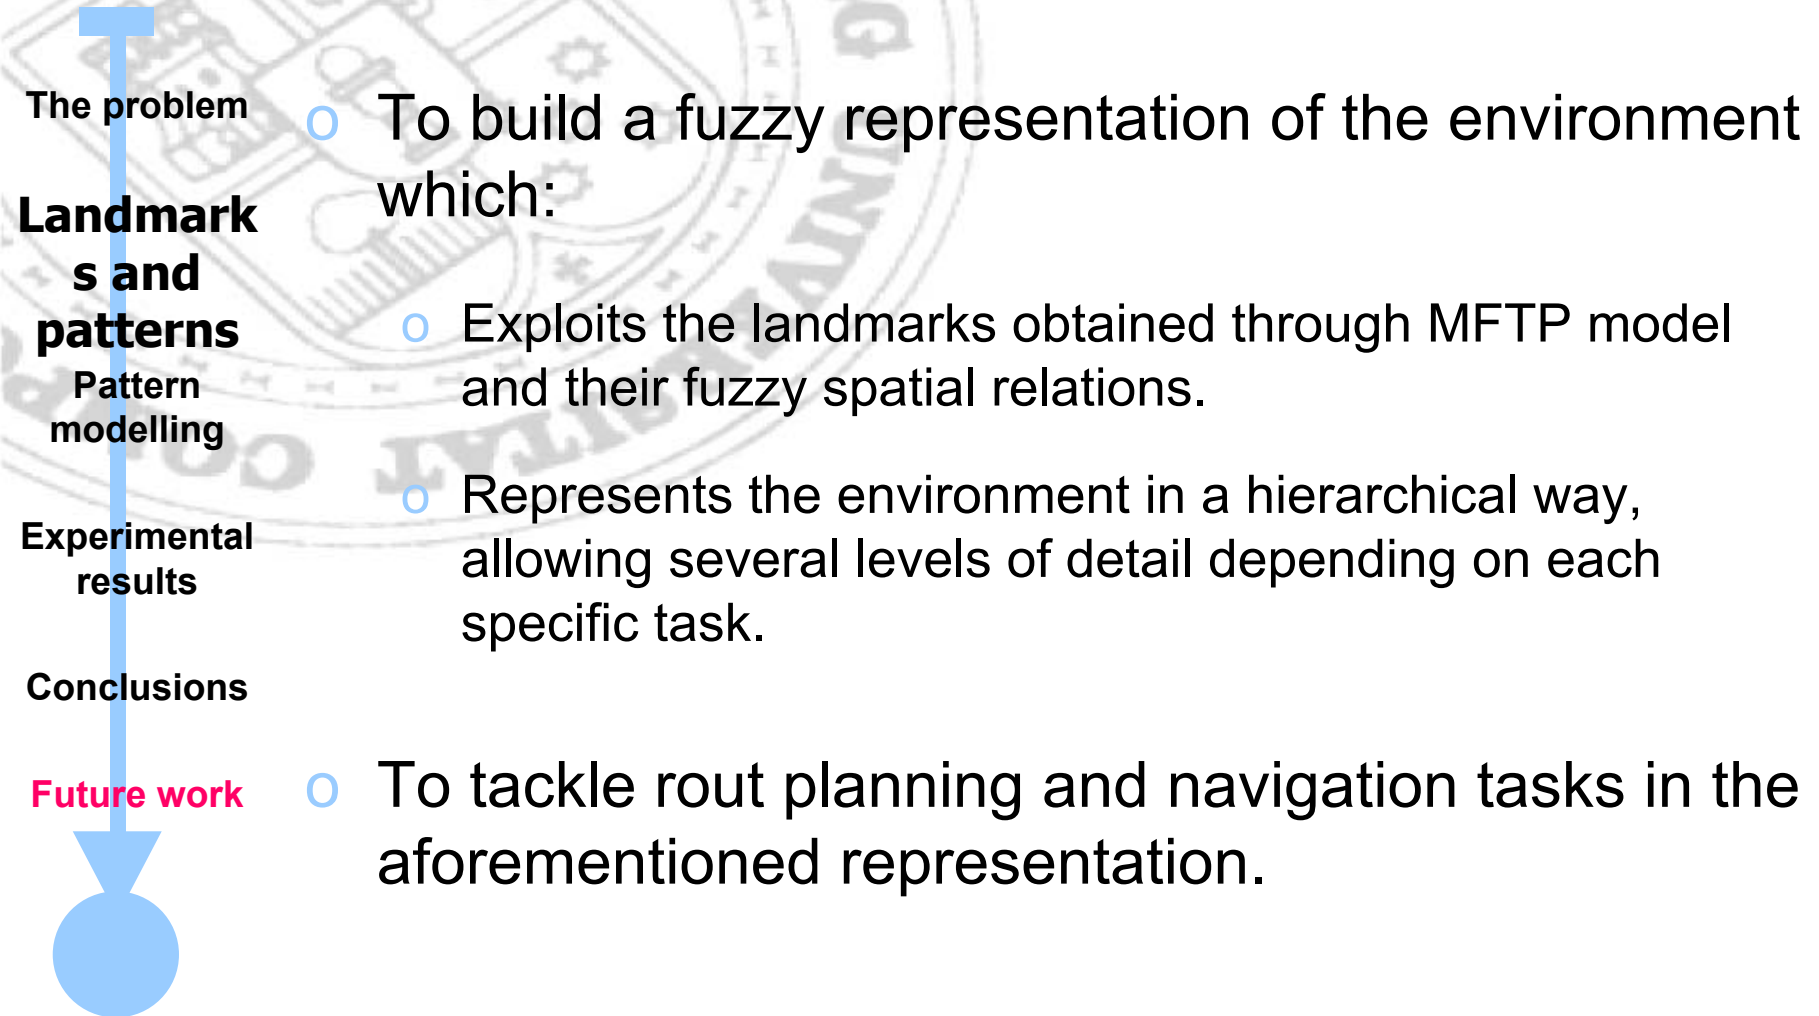 The problem
Landmark
s and
patterns
Pattern
modelling
Experimental
results
Conclusions
Future work
o To build a fuzzy representation of the environment
which:
o Exploits the landmarks obtained through MFTP model
and their fuzzy spatial relations.
o Represents the environment in a hierarchical way,
allowing several levels of detail depending on each
specific task.
o To tackle rout planning and navigation tasks in the
aforementioned representation.